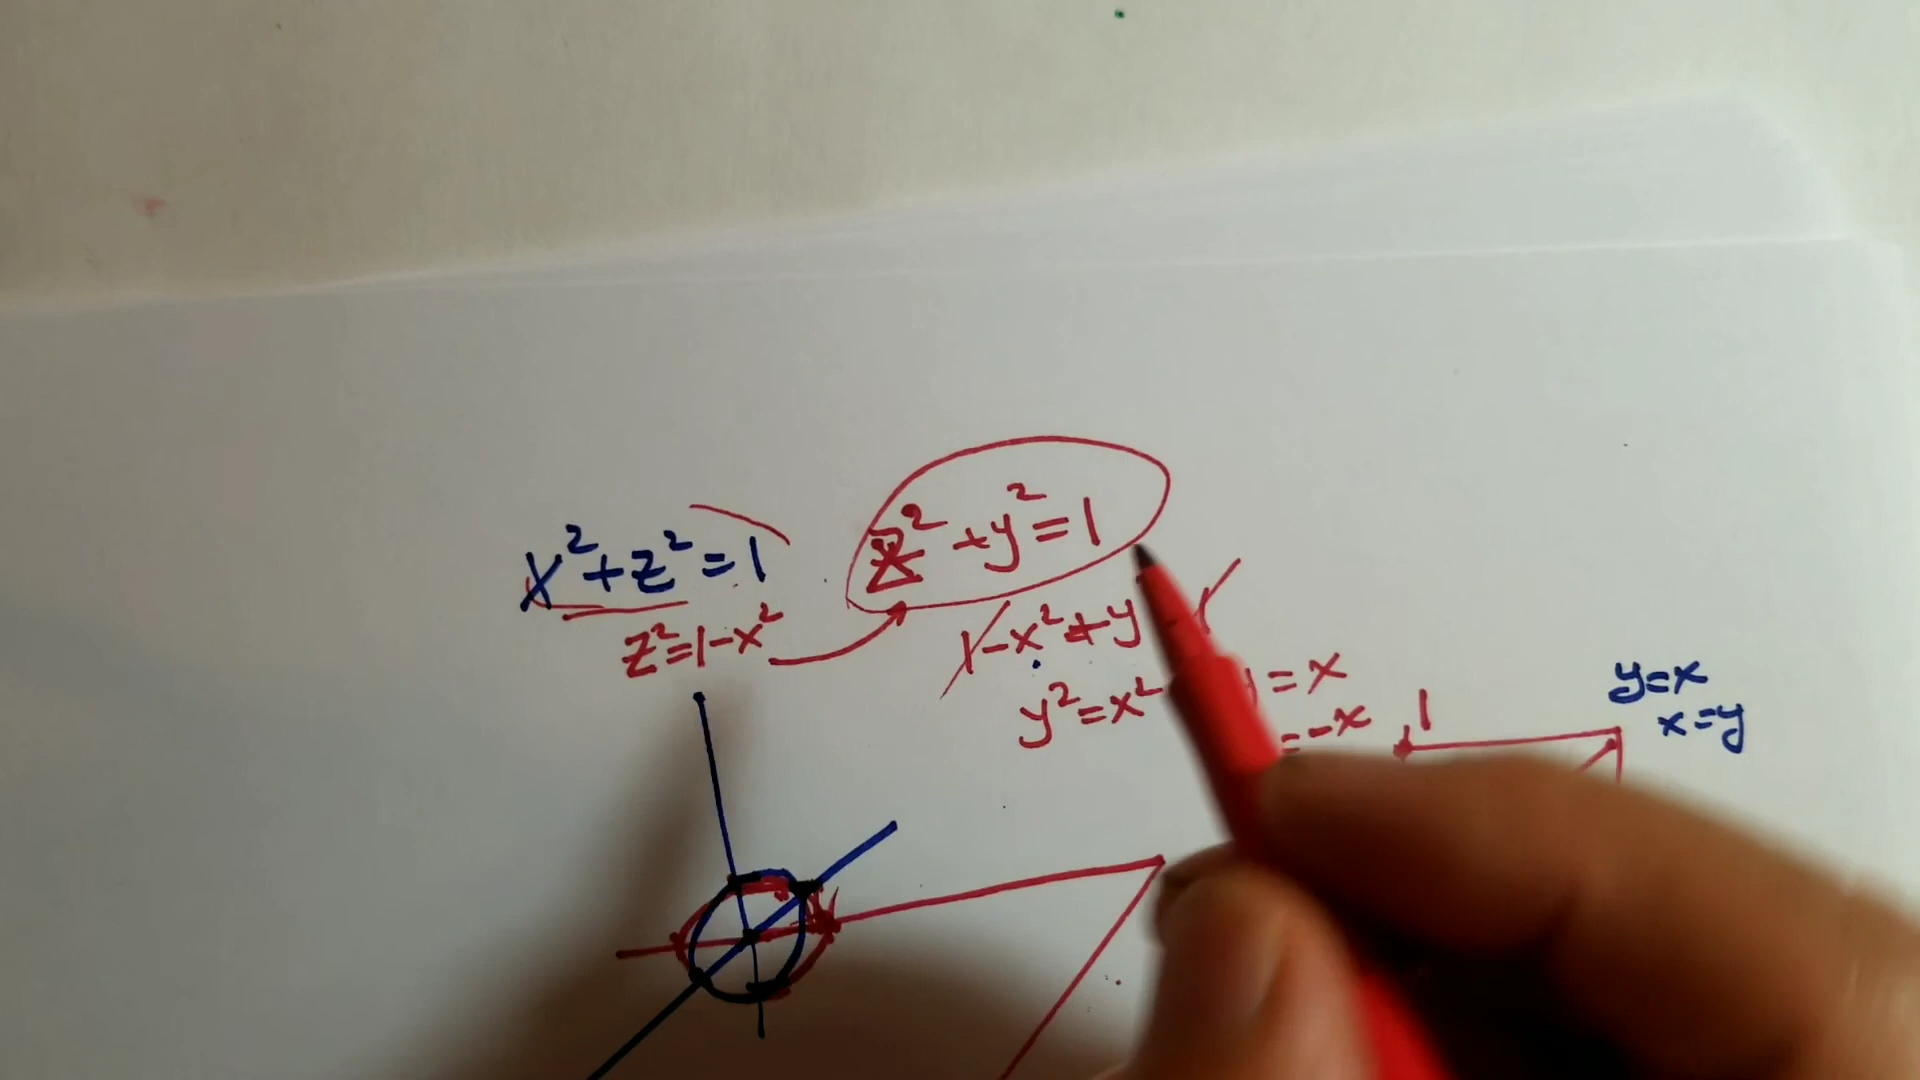 x²+z²=1
z²+y²=1
z²=1-x²
1-x²+y
y²=x²
=x
=-x
1
y=x
x=y